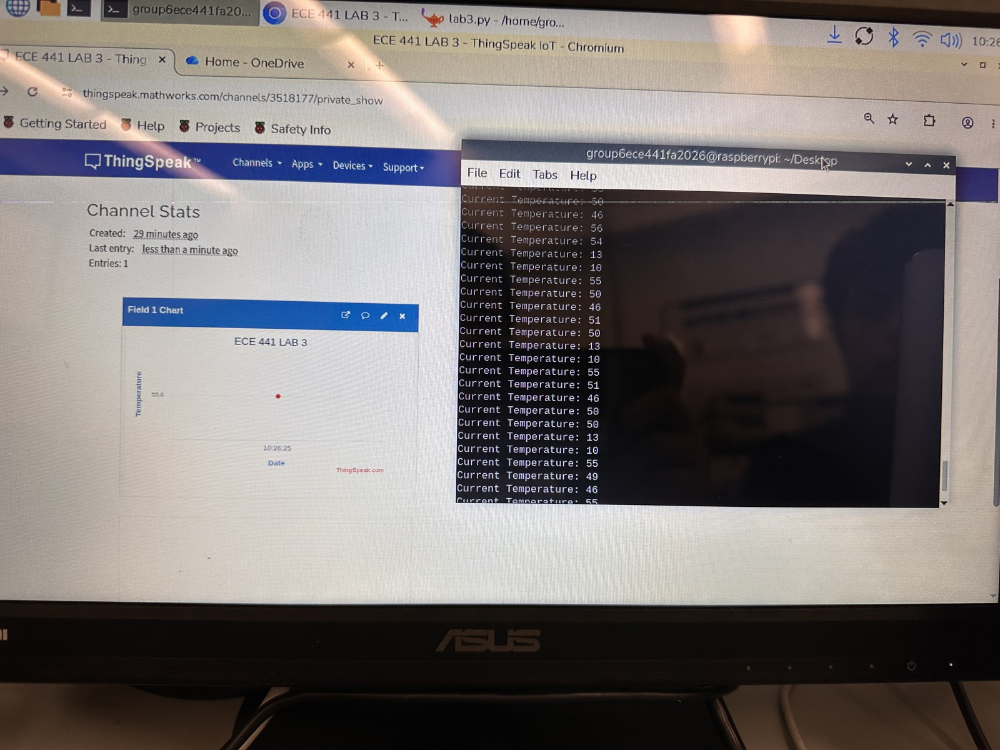 group6ece441fa20...
ECE 441 LAB 3 - T...
lab3.py - /home/gro...
ECE 441 LAB 3 - ThingSpeak IoT - Chromium
ECE 441 LAB 3 - Thing
Home - OneDrive
thingspeak.mathworks.com/channels/3518177/private_show
Getting Started
Help
Projects
Safety Info
ThingSpeak™
Channels
Apps
Devices
Support
Channel Stats
Created: 29 minutes ago
Last entry: less than a minute ago
Entries: 1
Field 1 Chart
ECE 441 LAB 3
Temperature
55.0
10:26:25
Date
ThingSpeak.com
group6ece441fa2026@raspberrypi: ~/Desktop
File Edit Tabs Help
Current Temperature: 50
Current Temperature: 46
Current Temperature: 56
Current Temperature: 54
Current Temperature: 13
Current Temperature: 10
Current Temperature: 55
Current Temperature: 50
Current Temperature: 46
Current Temperature: 51
Current Temperature: 50
Current Temperature: 13
Current Temperature: 10
Current Temperature: 55
Current Temperature: 51
Current Temperature: 46
Current Temperature: 50
Current Temperature: 50
Current Temperature: 13
Current Temperature: 10
Current Temperature: 55
Current Temperature: 49
Current Temperature: 46
Current Temperature: 55
ASUS